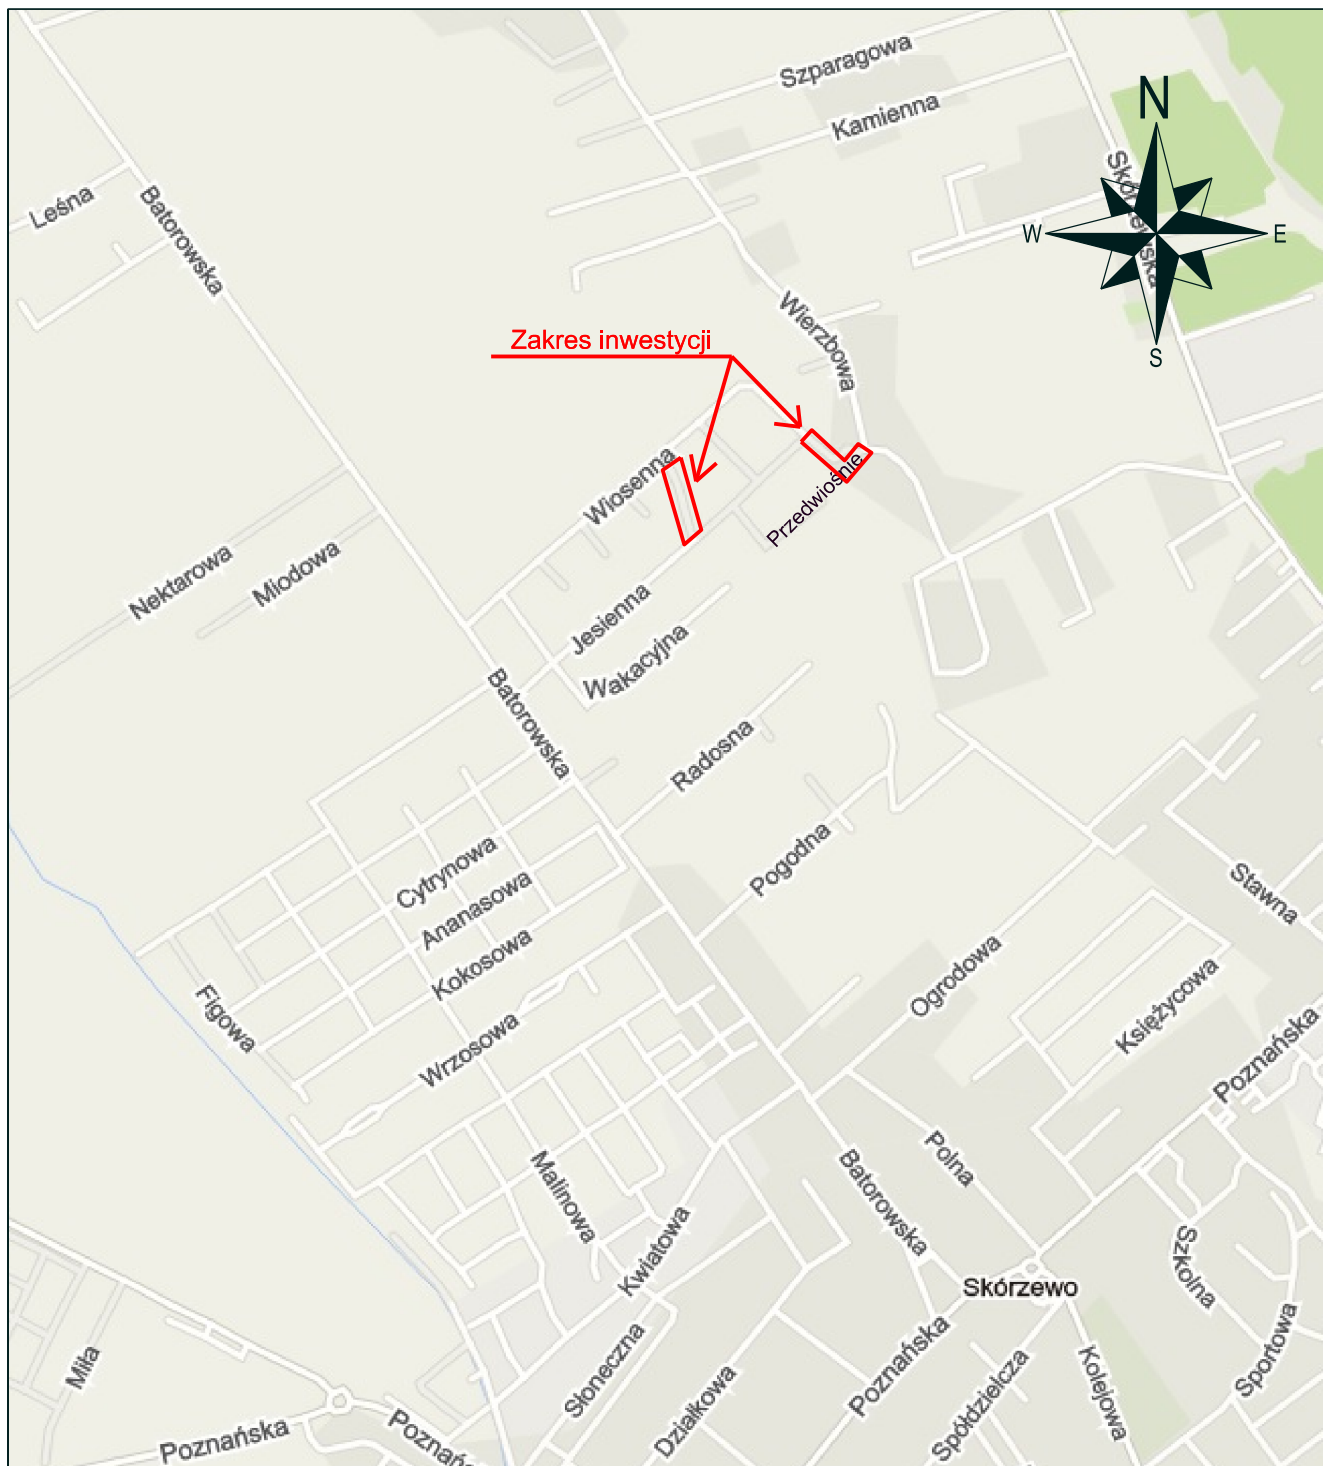 Szparagowa
Kamienna
N
Skórzewska
W
E
S
Leśna
Batorowska
Wierzbowa
Zakres inwestycji
Wiosenna
Przedwiośnie
Nektarowa
Miodowa
Jesienna
Wakacyjna
Batorowska
Radosna
Cytrynowa
Pogodna
Ananasowa
Stawna
Kokosowa
Ogrodowa
Księżycowa
Figowa
Wrzosowa
Poznańska
Polna
Malinowa
Batorowska
Kwiatowa
Szkolna
Skórzewo
Miła
Słoneczna
Poznańska
Sportowa
Kolejowa
Działkowa
Spółdzielcza
Poznańska
Poznańs